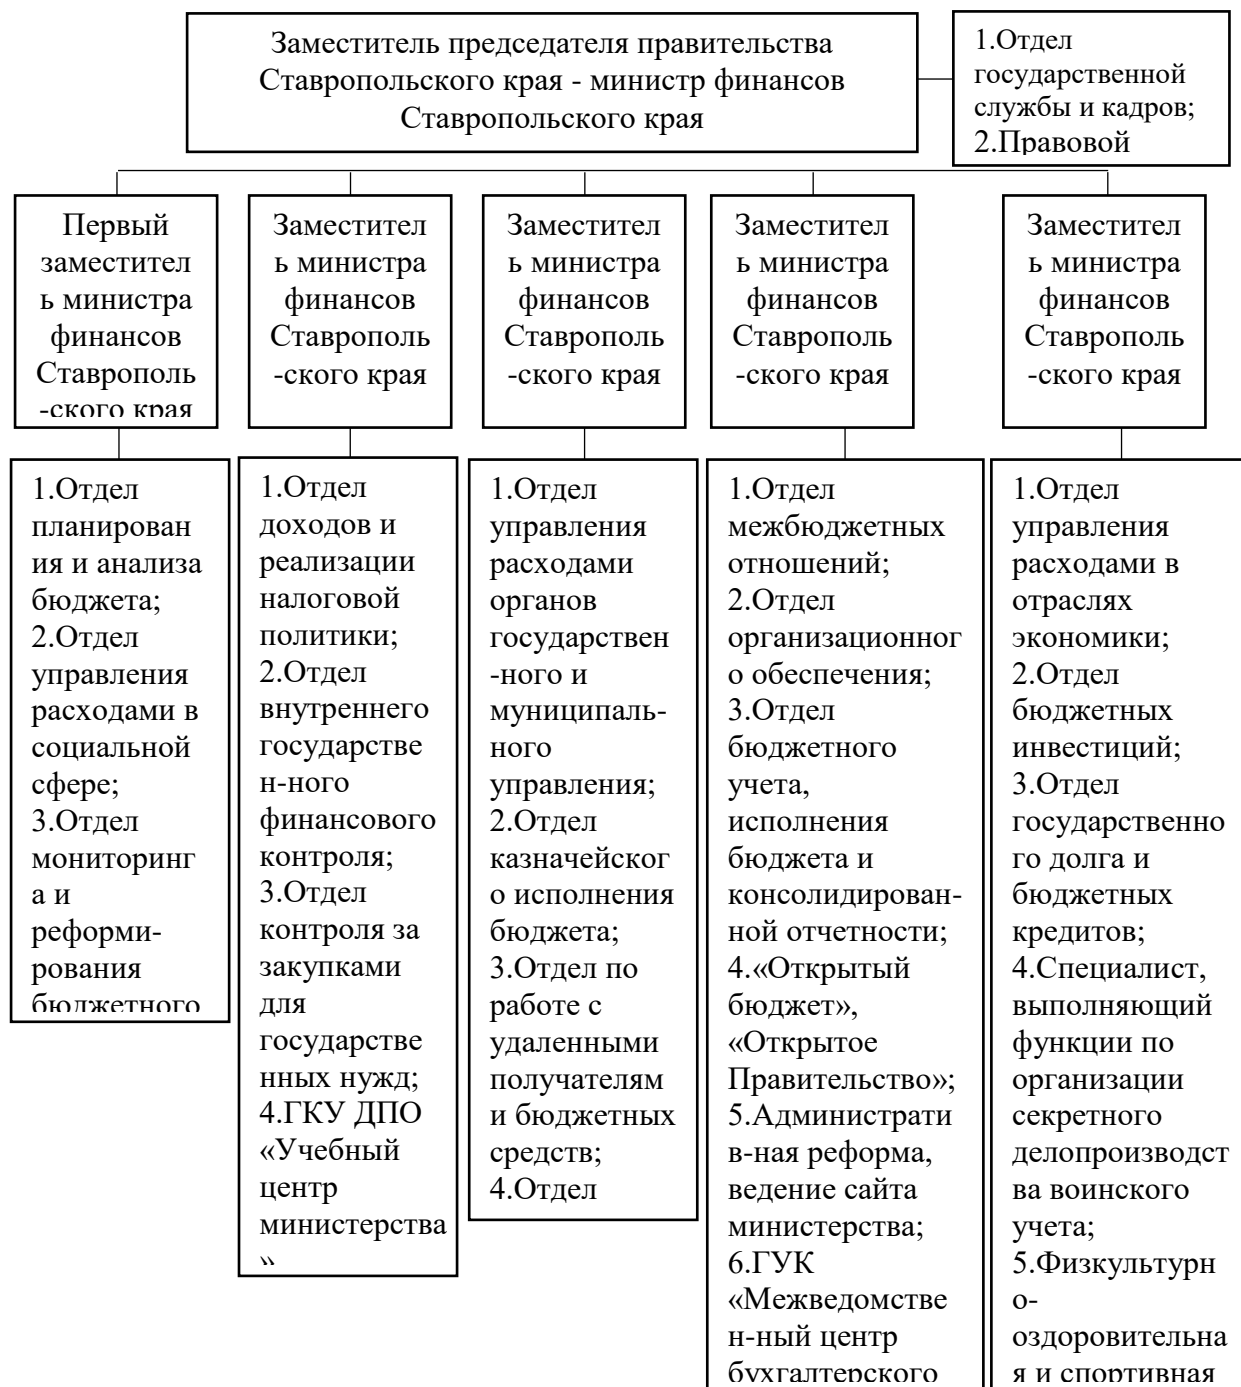 Заместитель председателя правительства
Ставропольского края - министр финансов
Ставропольского края
1.Отдел
государственной
службы и кадров;
2.Правовой
Первый
заместител
ь министра
финансов
Ставрополь
-ского края
Заместител
ь министра
финансов
Ставрополь
-ского края
Заместител
ь министра
финансов
Ставрополь
-ского края
Заместител
ь министра
финансов
Ставрополь
-ского края
Заместител
ь министра
финансов
Ставрополь
-ского края
1.Отдел
планирован
ия и анализа
бюджета;
2.Отдел
управления
расходами в
социальной
сфере;
3.Отдел
мониторинг
а и
реформи-
рования
бюджетного
1.Отдел
доходов и
реализации
налоговой
политики;
2.Отдел
внутреннего
государстве
н-ного
финансового
контроля;
3.Отдел
контроля за
закупками
для
государстве
нных нужд;
4.ГКУ ДПО
«Учебный
центр
министерства
»
1.Отдел
управления
расходами
органов
государствен
-ного и
муниципаль-
ного
управления;
2.Отдел
казначейског
о исполнения
бюджета;
3.Отдел по
работе с
удаленными
получателям
и бюджетных
средств;
4.Отдел
1.Отдел
межбюджетных
отношений;
2.Отдел
организационног
о обеспечения;
3.Отдел
бюджетного
учета,
исполнения
бюджета и
консолидирован-
ной отчетности;
4.«Открытый
бюджет»,
«Открытое
Правительство»;
5.Администрати
в-ная реформа,
ведение сайта
министерства;
6.ГУК
«Межведомстве
н-ный центр
бухгалтерского
1.Отдел
управления
расходами в
отраслях
экономики;
2.Отдел
бюджетных
инвестиций;
3.Отдел
государственно
го долга и
бюджетных
кредитов;
4.Специалист,
выполняющий
функции по
организации
секретного
делопроизводст
ва воинского
учета;
5.Физкультурн
о-
оздоровительна
я и спортивная